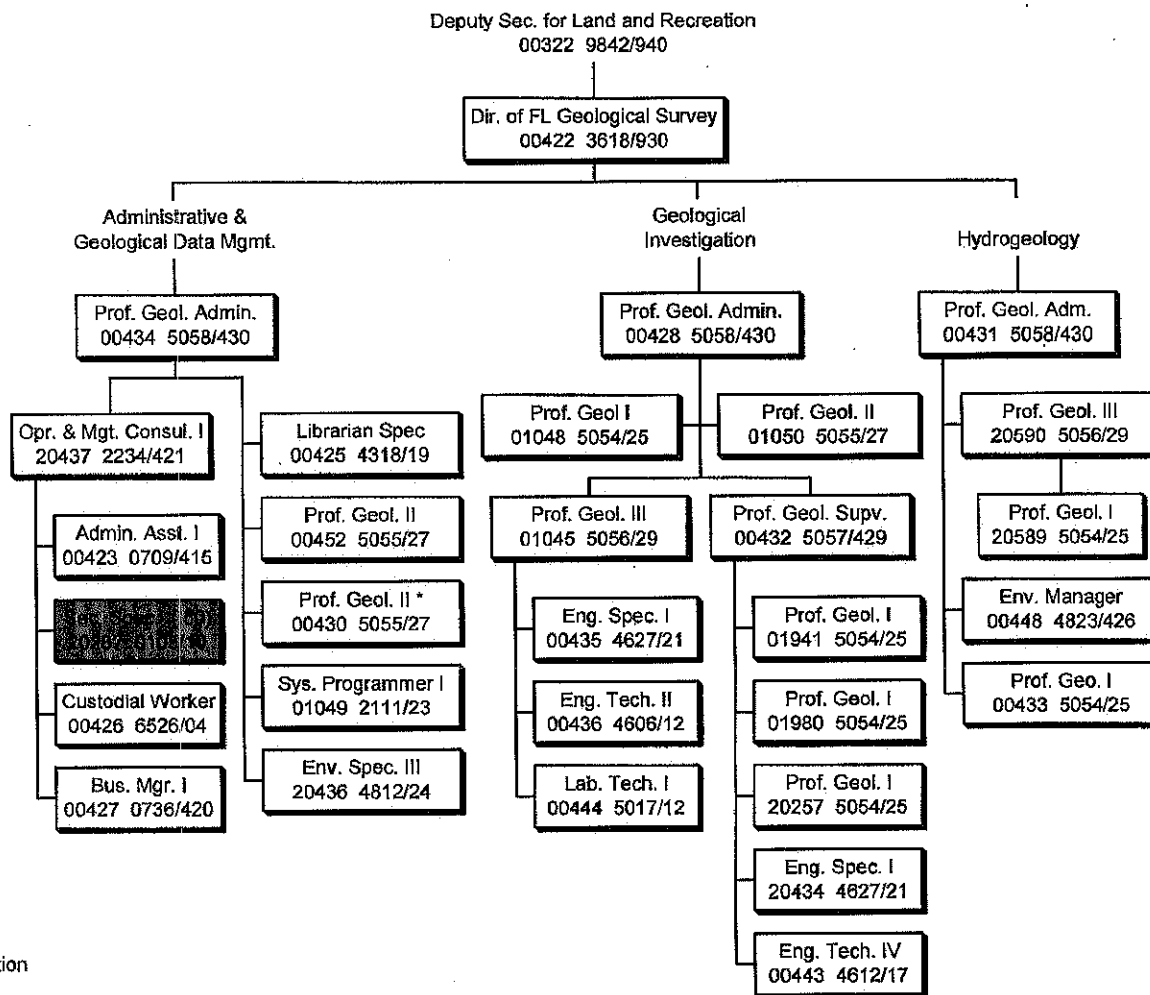 Deputy Sec. for Land and Recreation
00322 9842/940
Dir. of FL Geological Survey
00422 3618/930
Administrative &
Geological Data Mgmt.
Prof. Geol. Admin.
00434 5058/430
Opr. & Mgt. Consul. I
20437 2234/421
Admin. Asst. I
00423 0709/415
Custodial Worker
00426 6526/04
Bus. Mgr. I
00427 0736/420
Librarian Spec
00425 4318/19
Prof. Geol. II
00452 5055/27
Prof. Geol. II *
00430 5055/27
Sys. Programmer I
01049 2111/23
Env. Spec. III
20436 4812/24
Geological
Investigation
Prof. Geol. Admin.
00428 5058/430
Prof. Geol I
01048 5054/25
Prof. Geol. II
01050 5055/27
Prof. Geol. III
01045 5056/29
Eng. Spec. I
00435 4627/21
Eng. Tech. II
00436 4606/12
Lab. Tech. I
00444 5017/12
Prof. Geol. Supv.
00432 5057/429
Prof. Geol. I
01941 5054/25
Prof. Geol. I
01980 5054/25
Prof. Geol. I
20257 5054/25
Eng. Spec. I
20434 4627/21
Eng. Tech. IV
00443 4612/17
Hydrogeology
Prof. Geol. Adm.
00431 5058/430
Prof. Geol. III
20590 5056/29
Prof. Geol. I
20589 5054/25
Env. Manager
00448 4823/426
Prof. Geo. I
00433 5054/25
tion